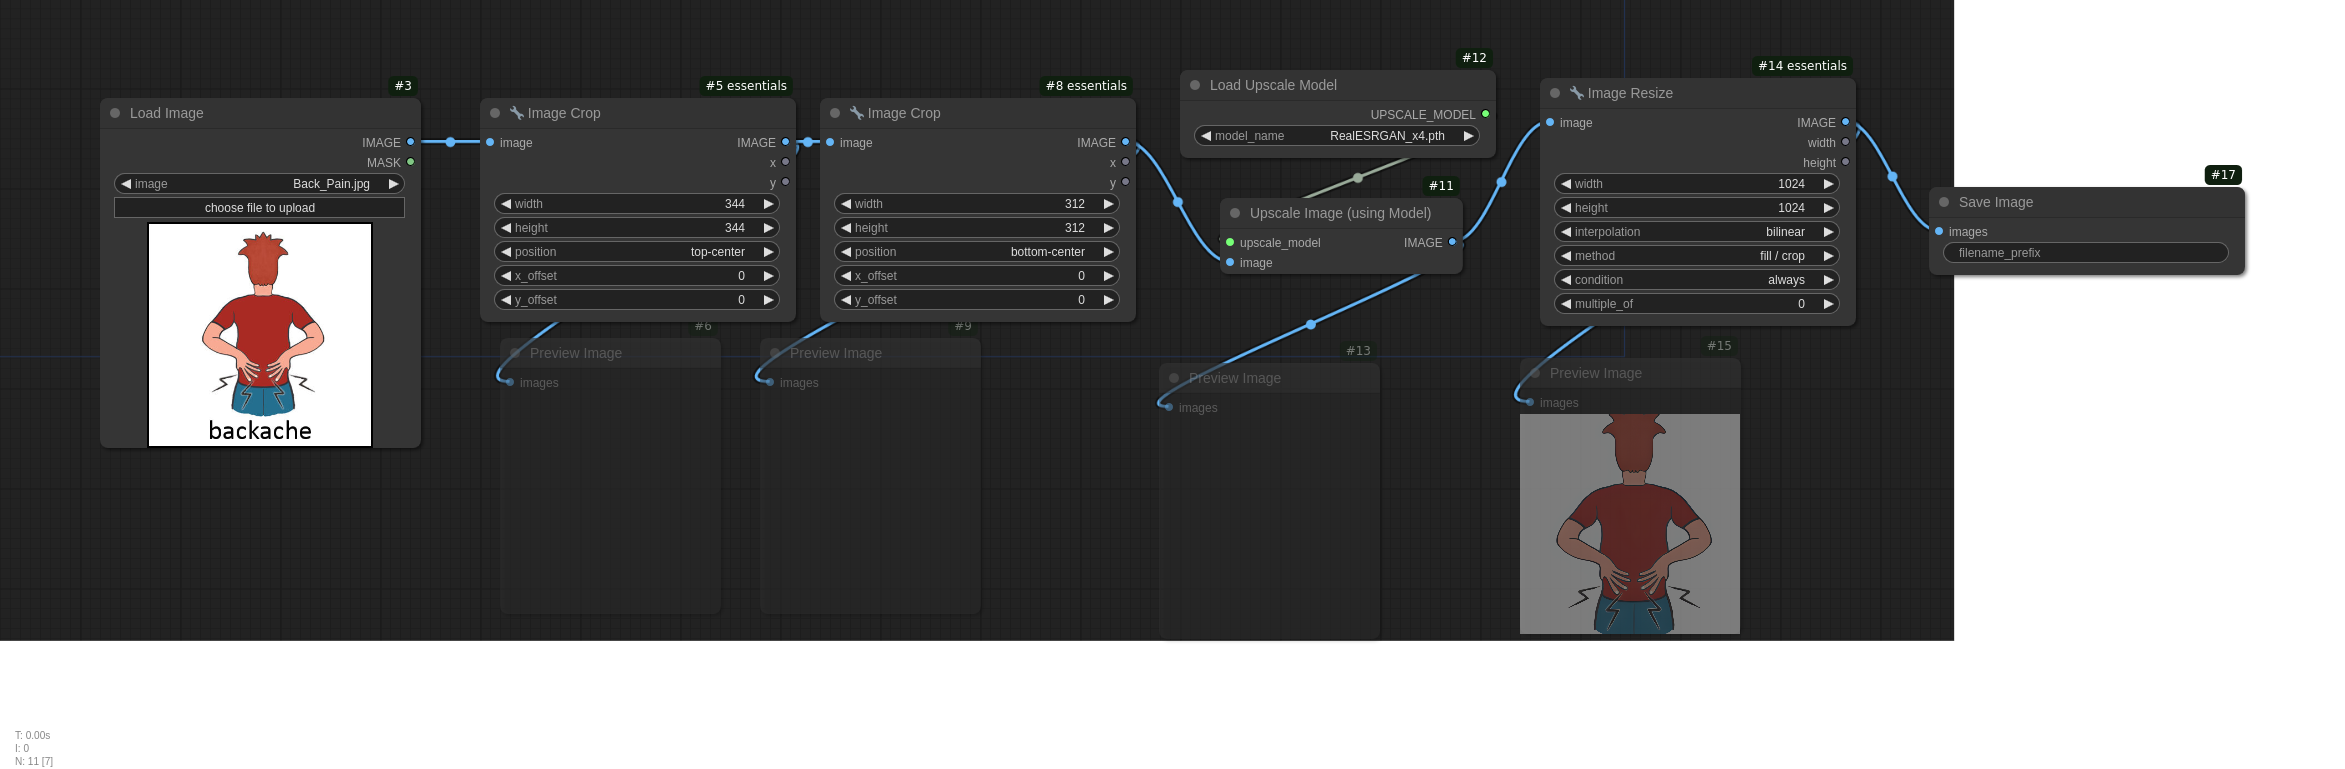 #3
Load Image
IMAGE
MASK
image Back_Pain.jpg
choose file to upload
backache
#5 essentials
Image Crop
image IMAGE
x
y
width 344
height 344
position top-center
x_offset 0
y_offset 0
#6
Preview Image
images
#8 essentials
Image Crop
image IMAGE
x
y
width 312
height 312
position bottom-center
x_offset 0
y_offset 0
#9
Preview Image
images
#12
Load Upscale Model
UPSCALE_MODEL
model_name RealESRGAN_x4.pth
#11
Upscale Image (using Model)
upscale_model IMAGE
image
#13
Preview Image
images
#14 essentials
Image Resize
image IMAGE
width
height
width 1024
height 1024
interpolation bilinear
method fill / crop
condition always
multiple_of 0
#15
Preview Image
images
#17
Save Image
images
filename_prefix
T: 0.00s
I: 0
N: 11 [7]